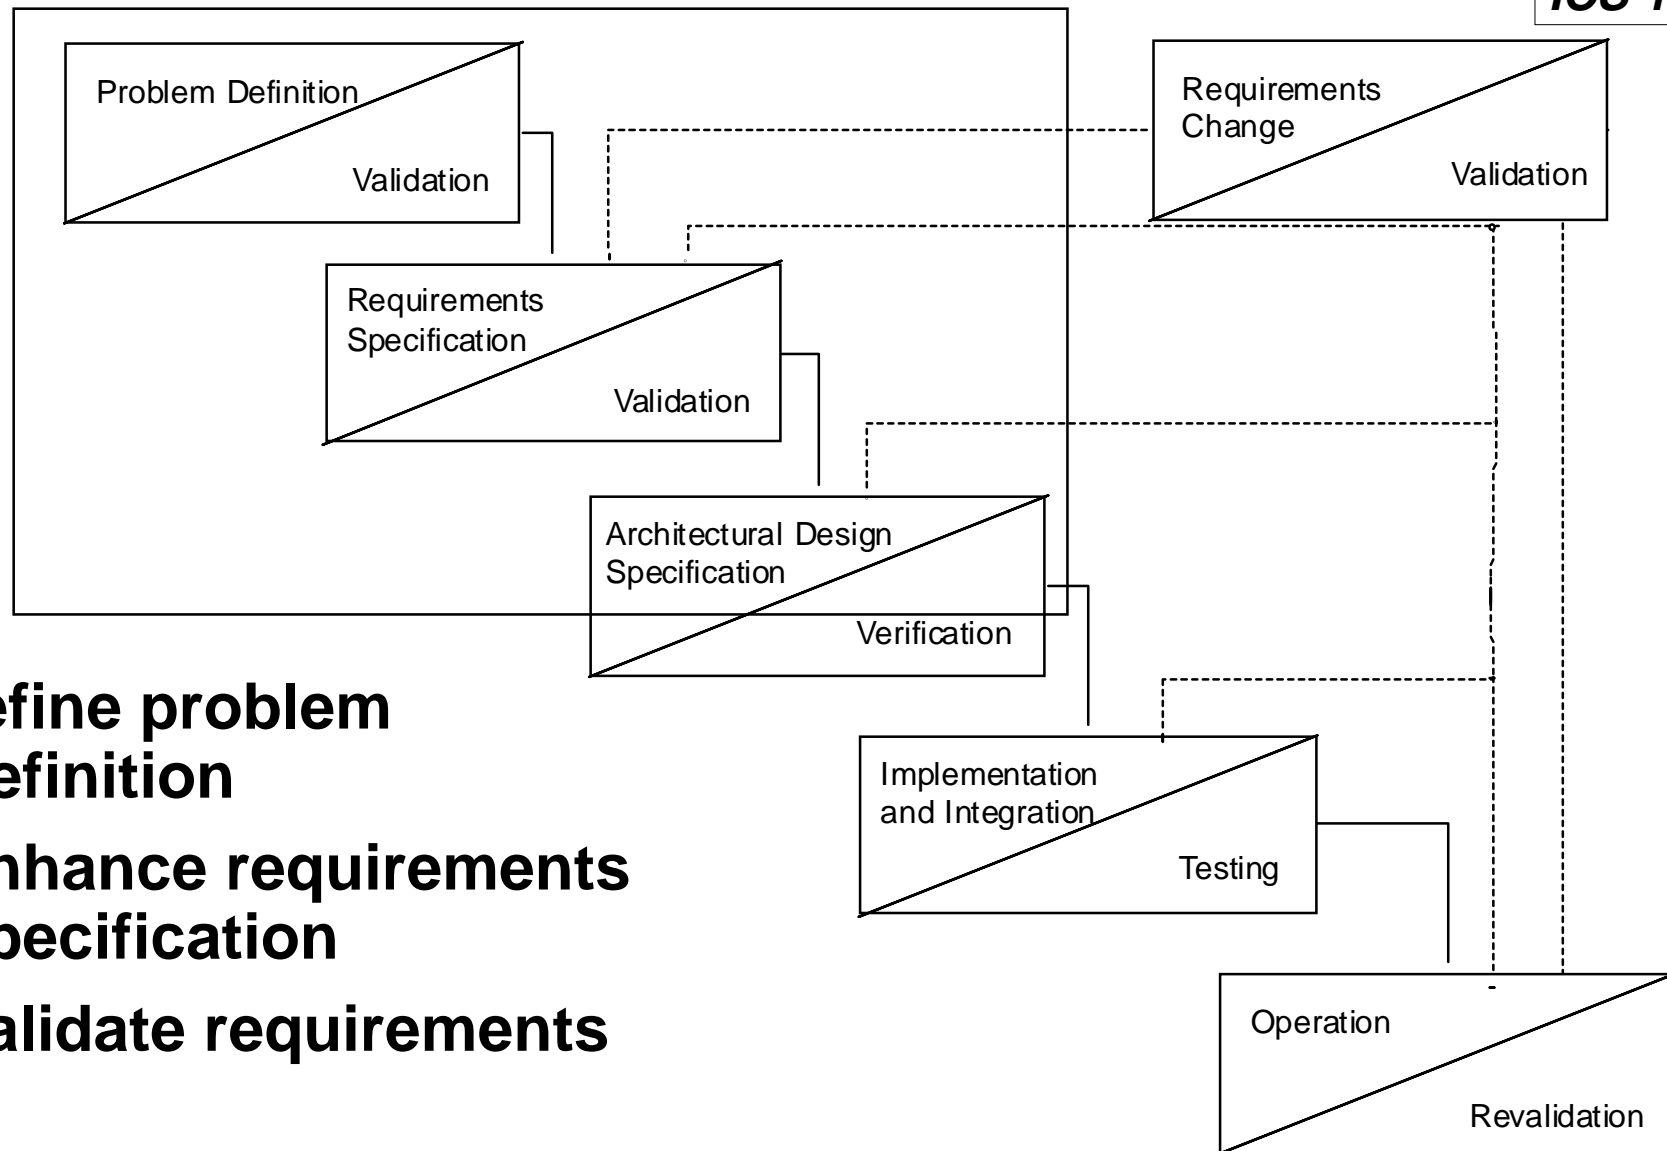 Problem Definition
Validation
Requirements
Change
Validation
Requirements
Specification
Validation
Architectural Design
Specification
Verification
efine problem
efinition
nhance requirements
pecification
alidate requirements
Implementation
and Integration
Testing
Operation
Revalidation